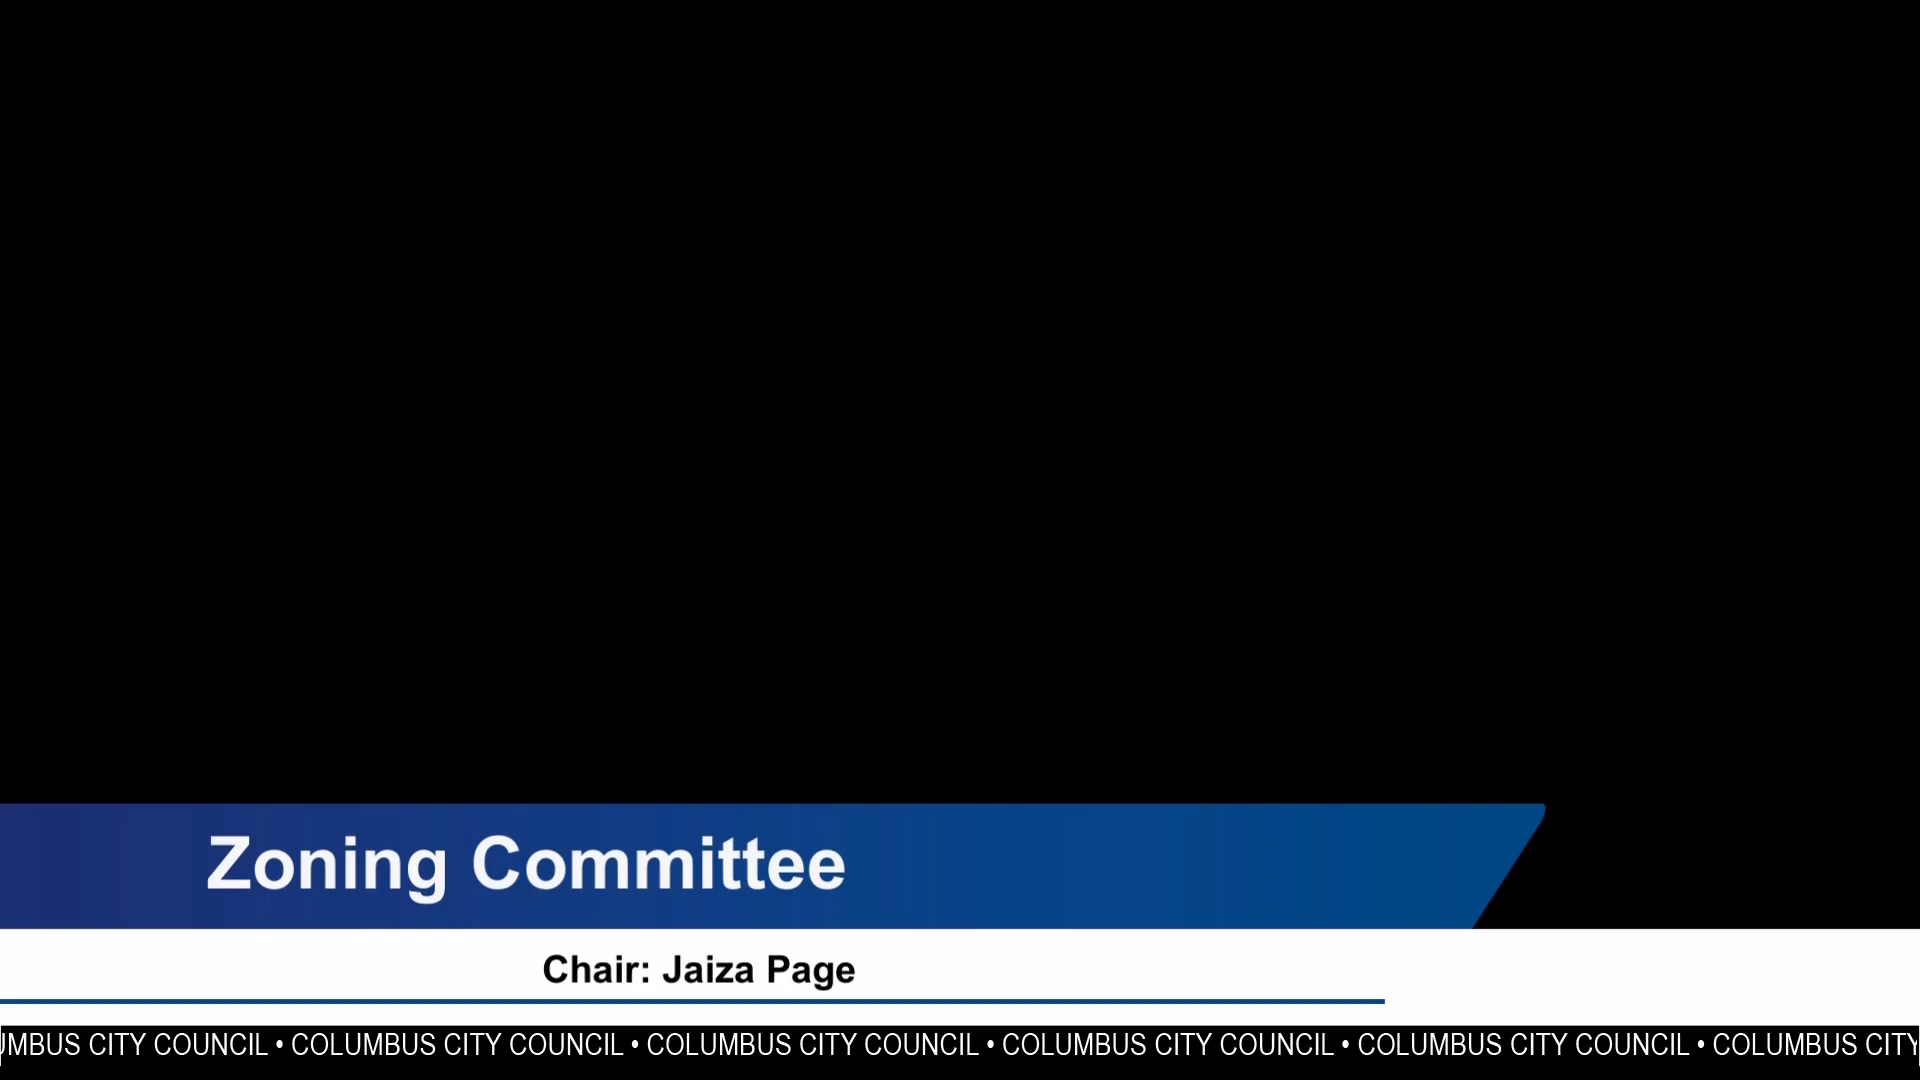 Zoning Committee
Chair: Jaiza Page
UMBUS CITY COUNCIL • COLUMBUS CITY COUNCIL • COLUMBUS CITY COUNCIL • COLUMBUS CITY COUNCIL • COLUMBUS CITY COUNCIL • COLUMBUS CITY